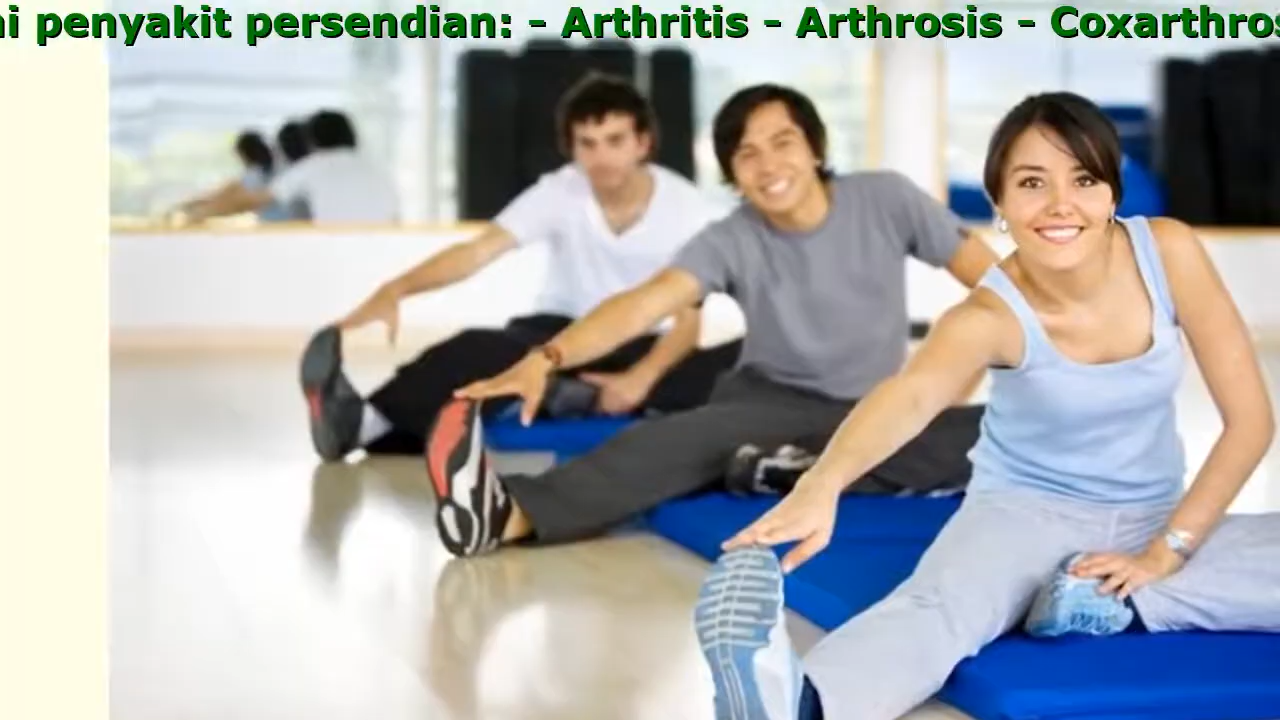 penyakit persendian: – Arthritis – Arthrosis –